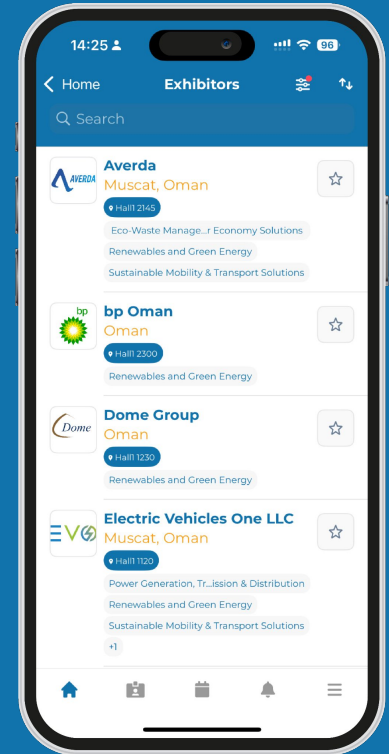 14:25
96
Home
Exhibitors
Search
AVERDA
Averda
Muscat, Oman
Hall1 2145
Eco-Waste Manage...r Economy Solutions
Renewables and Green Energy
Sustainable Mobility & Transport Solutions
bp
bp Oman
Oman
Hall1 2300
Renewables and Green Energy
Dome
Dome Group
Oman
Hall1 1230
Renewables and Green Energy
EVO
Electric Vehicles One LLC
Muscat, Oman
Hall1 1120
Power Generation, Tr...ission & Distribution
Renewables and Green Energy
Sustainable Mobility & Transport Solutions
+1